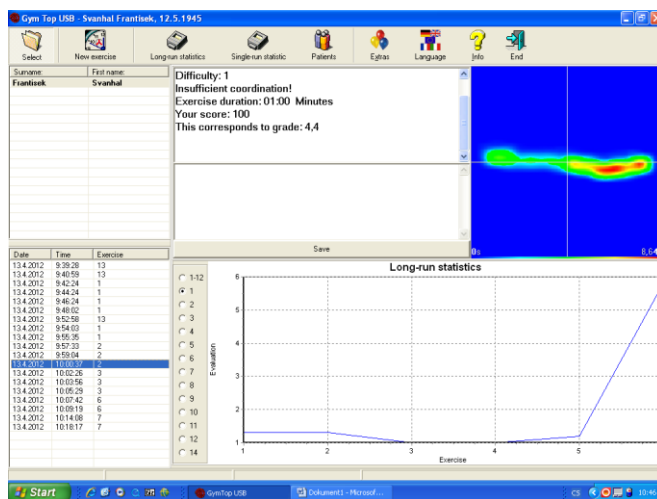 Gym Top USB - Svanhal Frantisek, 12.5.1945
Select New exercise Long-run statistics Single-run statistic Patients Extras Language Info End
Surname: First name:
Frantisek Svanhal
Difficulty: 1
Insufficient coordination!
Exercise duration: 01:00 Minutes
Your score: 100
This corresponds to grade: 4,4
Save
0s 8,64
Date Time Exercise
13.4.2012 9:39:28 13
13.4.2012 9:40:59 13
13.4.2012 9:42:24 1
13.4.2012 9:44:24 1
13.4.2012 9:46:24 1
13.4.2012 9:48:02 1
13.4.2012 9:52:58 13
13.4.2012 9:54:03 1
13.4.2012 9:55:35 1
13.4.2012 9:57:33 2
13.4.2012 9:59:04 2
13.4.2012 10:00:37 2
13.4.2012 10:02:26 3
13.4.2012 10:03:56 3
13.4.2012 10:05:29 3
13.4.2012 10:07:42 6
13.4.2012 10:09:19 6
13.4.2012 10:14:08 7
13.4.2012 10:18:17 7
1-12
1
2
3
4
5
6
7
8
9
10
11
12
14
Long-run statistics
Evaluation
6
5
4
3
2
1
1 2 3 4 5
Exercise
Start GymTop USB Dokument1 - Microsof... CS 10:46